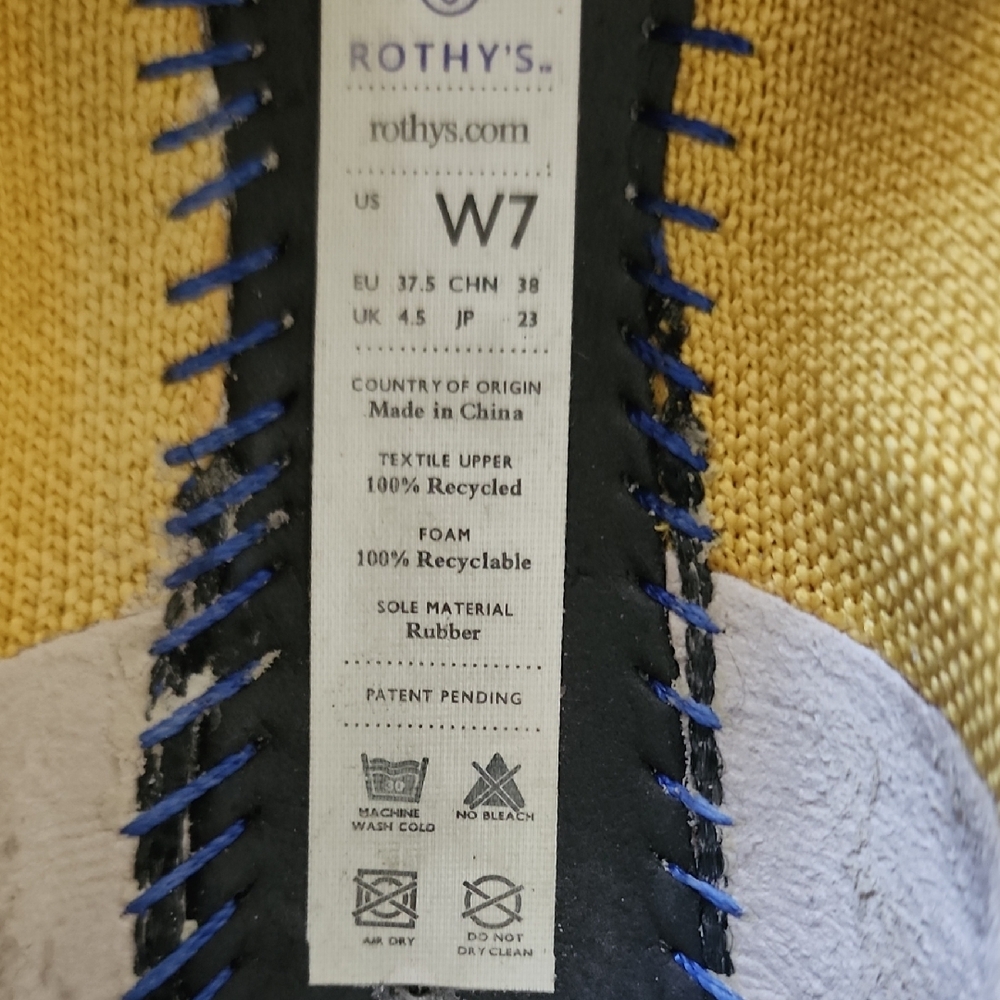 ROTHY'S™
rothys.com
US W7
EU 37.5 CHN 38
UK 4.5 JP 23
COUNTRY OF ORIGIN
Made in China
TEXTILE UPPER
100% Recycled
FOAM
100% Recyclable
SOLE MATERIAL
Rubber
PATENT PENDING
30
MACHINE
WASH COLD
NO BLEACH
AIR DRY
DO NOT
DRY CLEAN